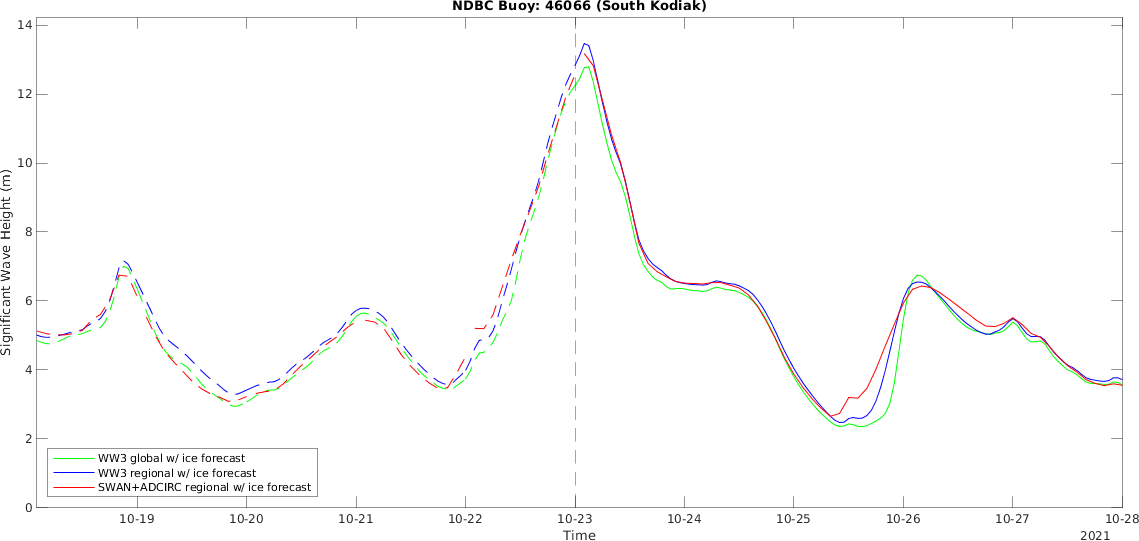 NDBC Buoy: 46066 (South Kodiak)
14
12
10
8
6
4
2
0
Significant Wave Height (m)
WW3 global w/ ice forecast
WW3 regional w/ ice forecast
SWAN+ADCIRC regional w/ ice forecast
10-19 10-20 10-21 10-22 10-23 10-24 10-25 10-26 10-27 10-28
Time
2021